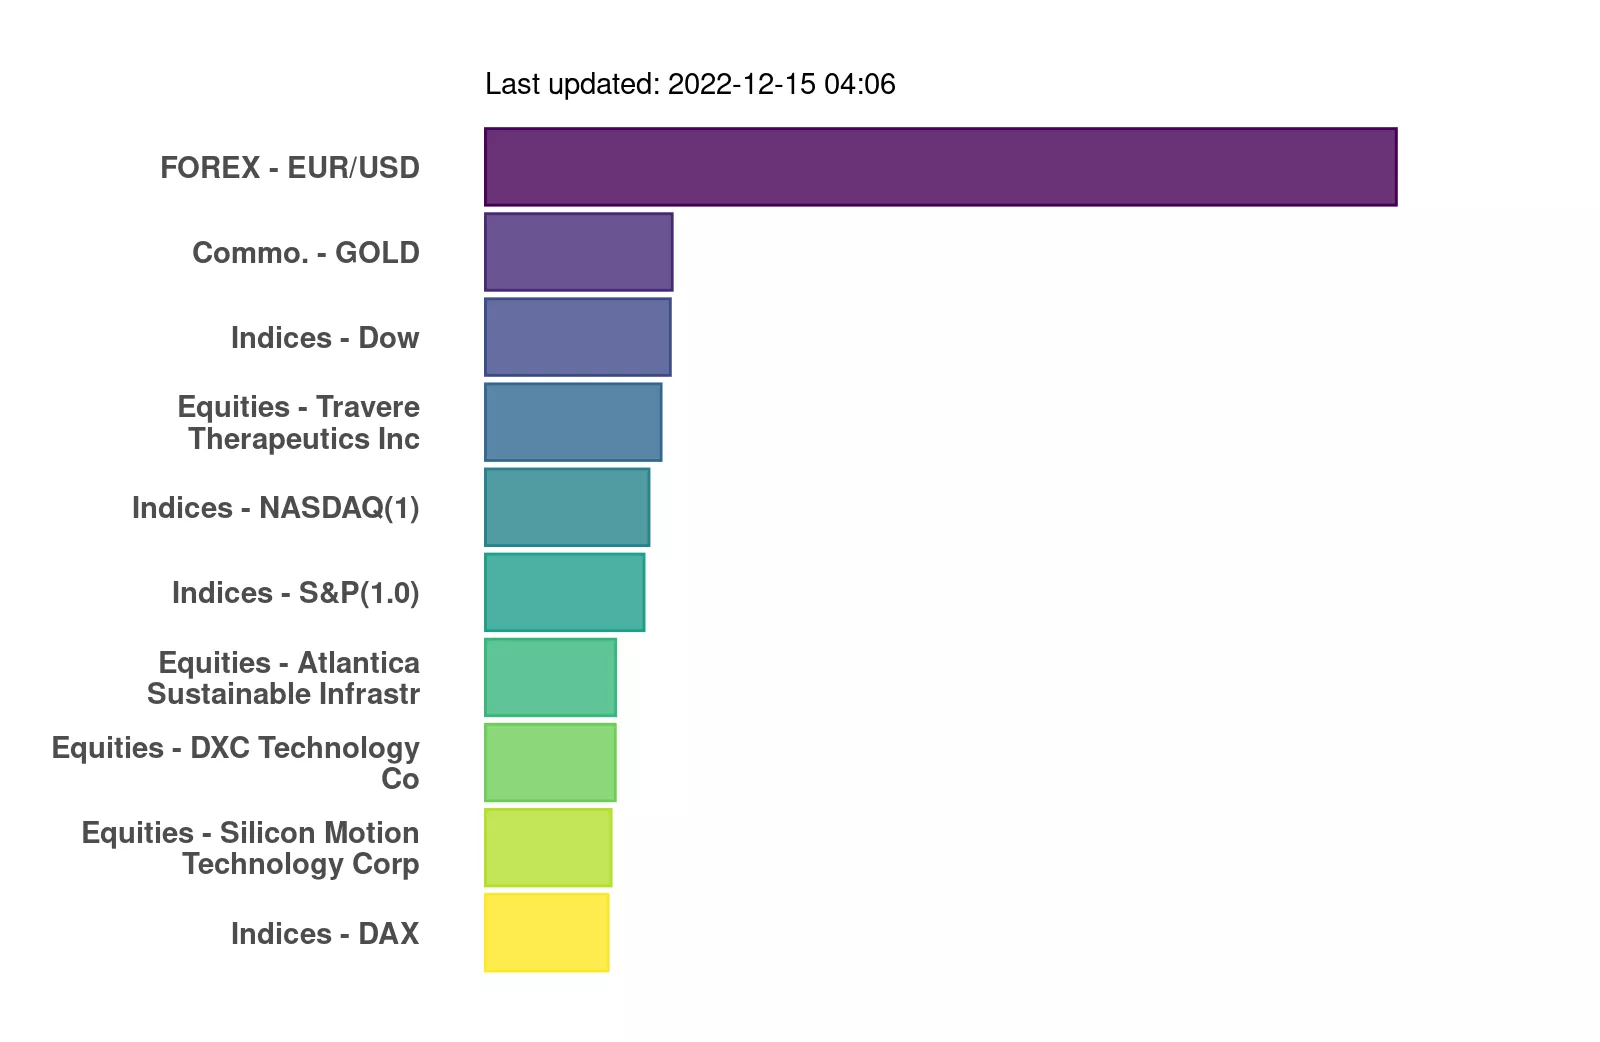 Last updated: 2022-12-15 04:06
FOREX - EUR/USD
Commo. - GOLD
Indices - Dow
Equities - Travere
Therapeutics Inc
Indices - NASDAQ(1)
Indices - S&P(1.0)
Equities - Atlantica
Sustainable Infrastr
Equities - DXC Technology
Co
Equities - Silicon Motion
Technology Corp
Indices - DAX